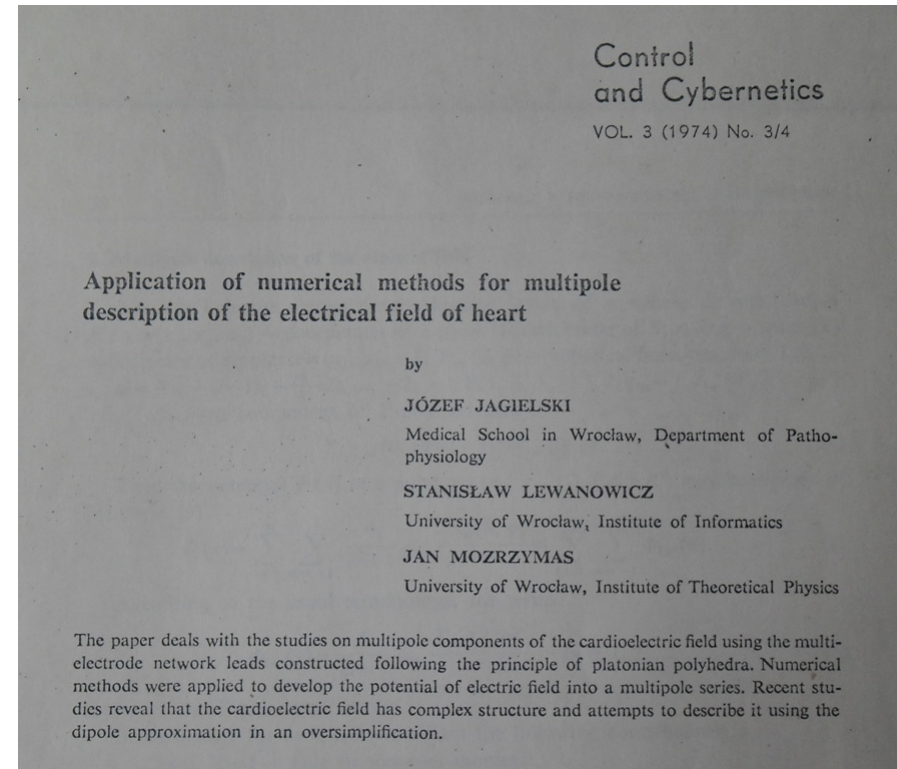 Control
and Cybernetics
VOL. 3 (1974) No. 3/4
Application of numerical methods for multipole
description of the electrical field of heart
by
JÓZEF JAGIELSKI
Medical School in Wrocław, Department of Patho-
physiology
STANISŁAW LEWANOWICZ
University of Wrocław, Institute of Informatics
JAN MOZRZYMAS
University of Wrocław, Institute of Theoretical Physics
The paper deals with the studies on multipole components of the cardioelectric field using the multi-
electrode network leads constructed following the principle of platonian polyhedra. Numerical
methods were applied to develop the potential of electric field into a multipole series. Recent stu-
dies reveal that the cardioelectric field has complex structure and attempts to describe it using the
dipole approximation in an oversimplification.